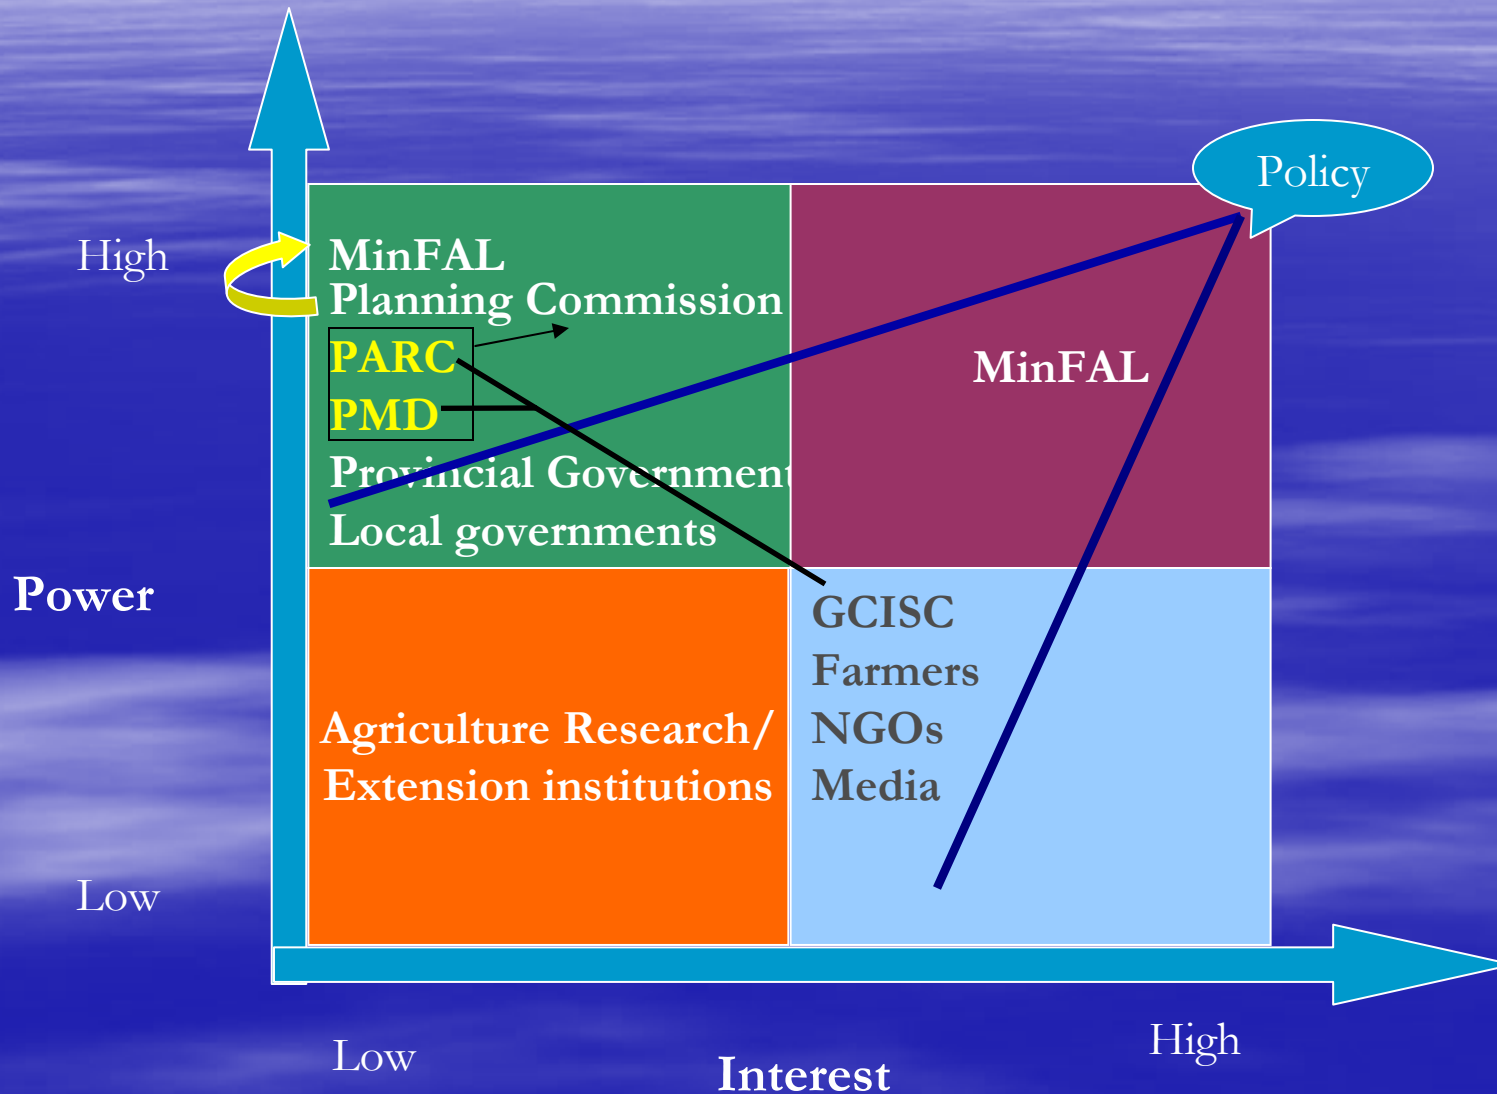 Policy
High
MinFAL
Planning Commission
PARC
PMD
Provincial Government
Local governments
MinFAL
Power
Agriculture Research/
Extension institutions
GCISC
Farmers
NGOs
Media
Low
Low
Interest
High